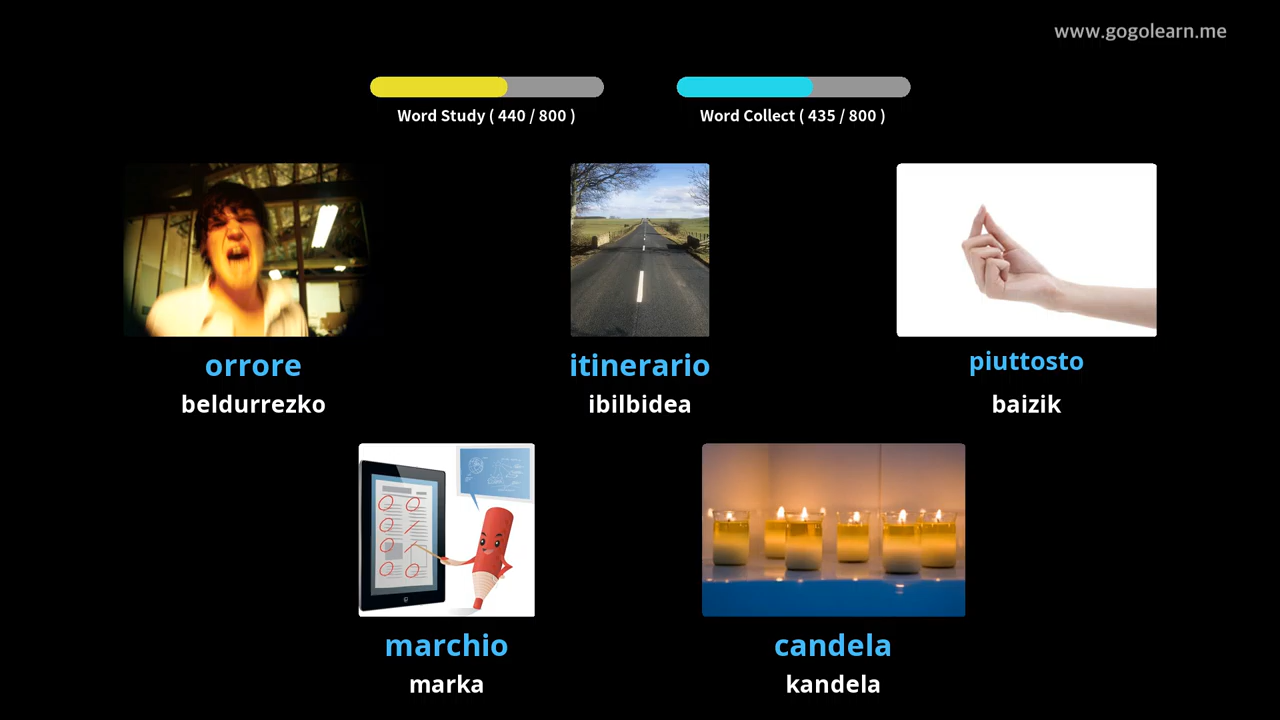 www.gogolearn.me
Word Study ( 440 / 800 )
Word Collect ( 435 / 800 )
orrore
beldurrezko
itinerario
ibilbidea
piuttosto
baizik
marchio
marka
candela
kandela